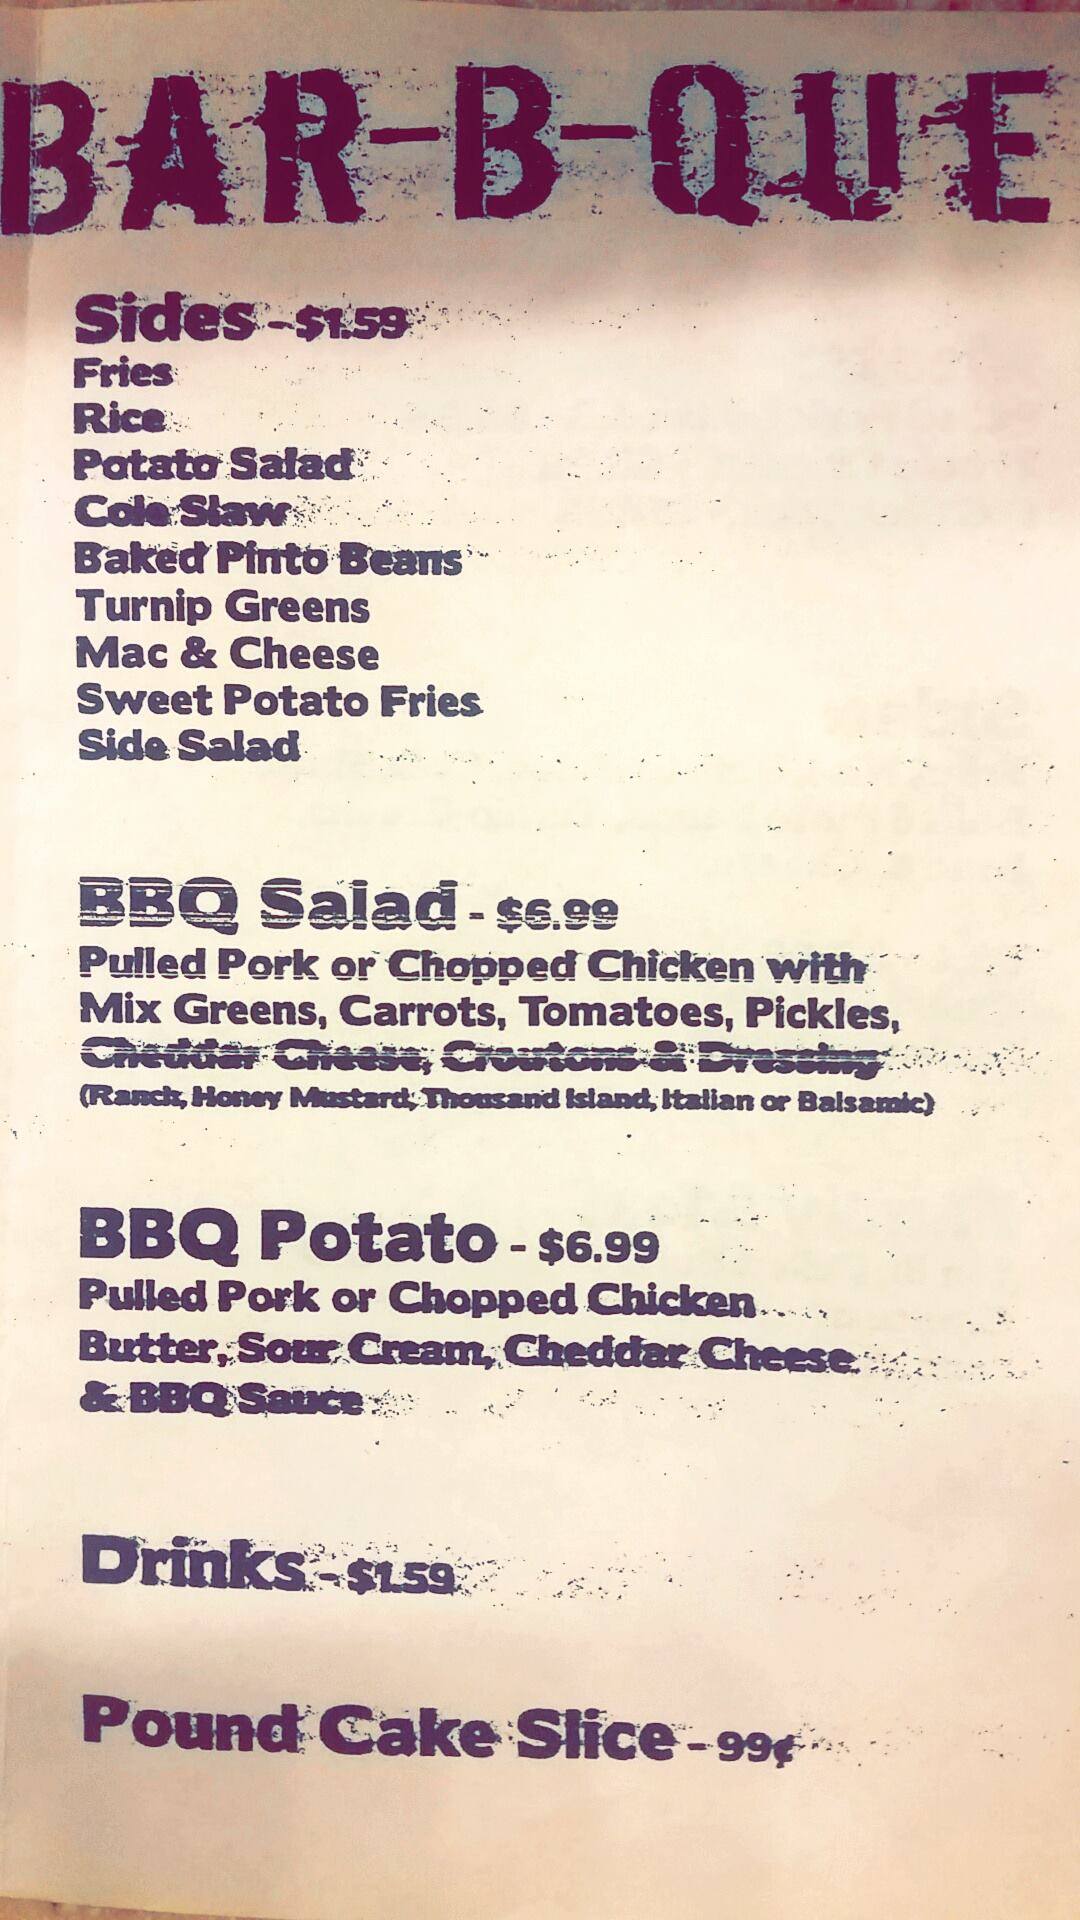 BAR-B-QUE
Sides - $1.59
Fries
Rice
Potato Salad
Cole Slaw
Baked Pinto Beans
Turnip Greens
Mac & Cheese
Sweet Potato Fries
Side Salad
BBQ Salad - $6.99
Pulled Pork or Chopped Chicken with
Mix Greens, Carrots, Tomatoes, Pickles,
Cheddar Cheese, Croutons & Dressing
(Ranch, Honey Mustard, Thousand Island, Italian or Balsamic)
BBQ Potato - $6.99
Pulled Pork or Chopped Chicken
Butter, Sour Cream, Cheddar Cheese
& BBQ Sauce
Drinks - $1.59
Pound Cake Slice - 99¢